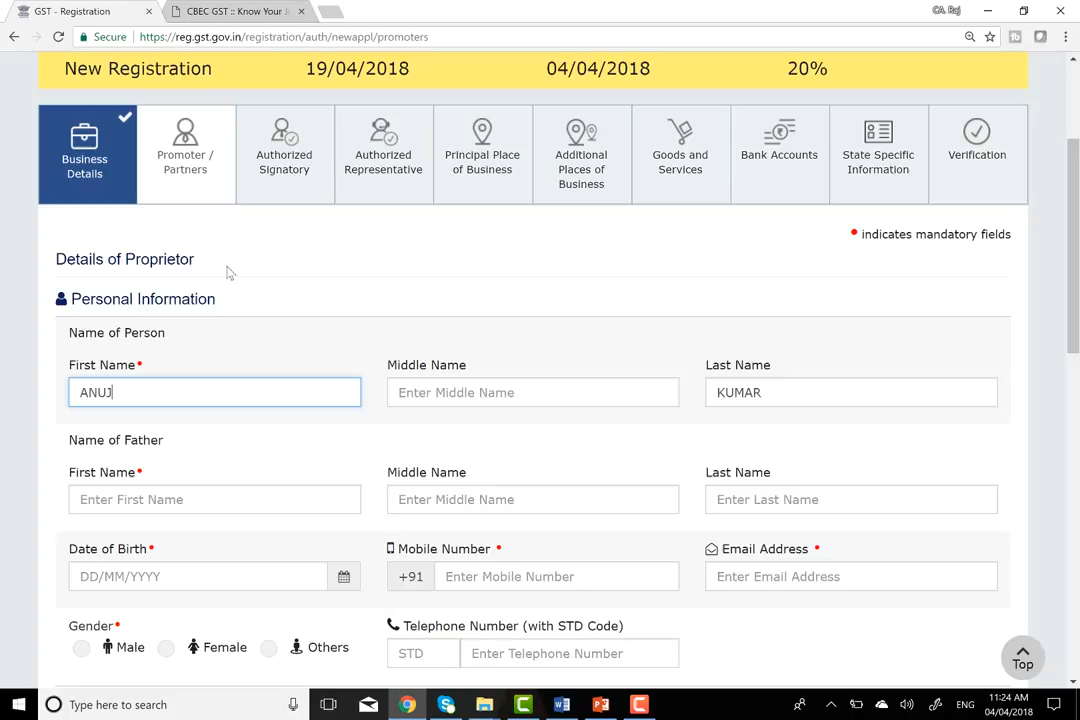 GST - Registration
CBEC GST :: Know Your J
CA. Raj
Secure
https://reg.gst.gov.in/registration/auth/newappl/promoters
New Registration 19/04/2018 04/04/2018 20%
Business Details
Promoter / Partners
Authorized Signatory
Authorized Representative
Principal Place of Business
Additional Places of Business
Goods and Services
Bank Accounts
State Specific Information
Verification
• indicates mandatory fields
Details of Proprietor
Personal Information
Name of Person
First Name• Middle Name Last Name
ANUJ Enter Middle Name KUMAR
Name of Father
First Name• Middle Name Last Name
Enter First Name Enter Middle Name Enter Last Name
Date of Birth• Mobile Number • Email Address •
DD/MM/YYYY +91 Enter Mobile Number Enter Email Address
Gender• Telephone Number (with STD Code)
Male Female Others STD Enter Telephone Number
Top
Type here to search
ENG
11:24 AM
04/04/2018